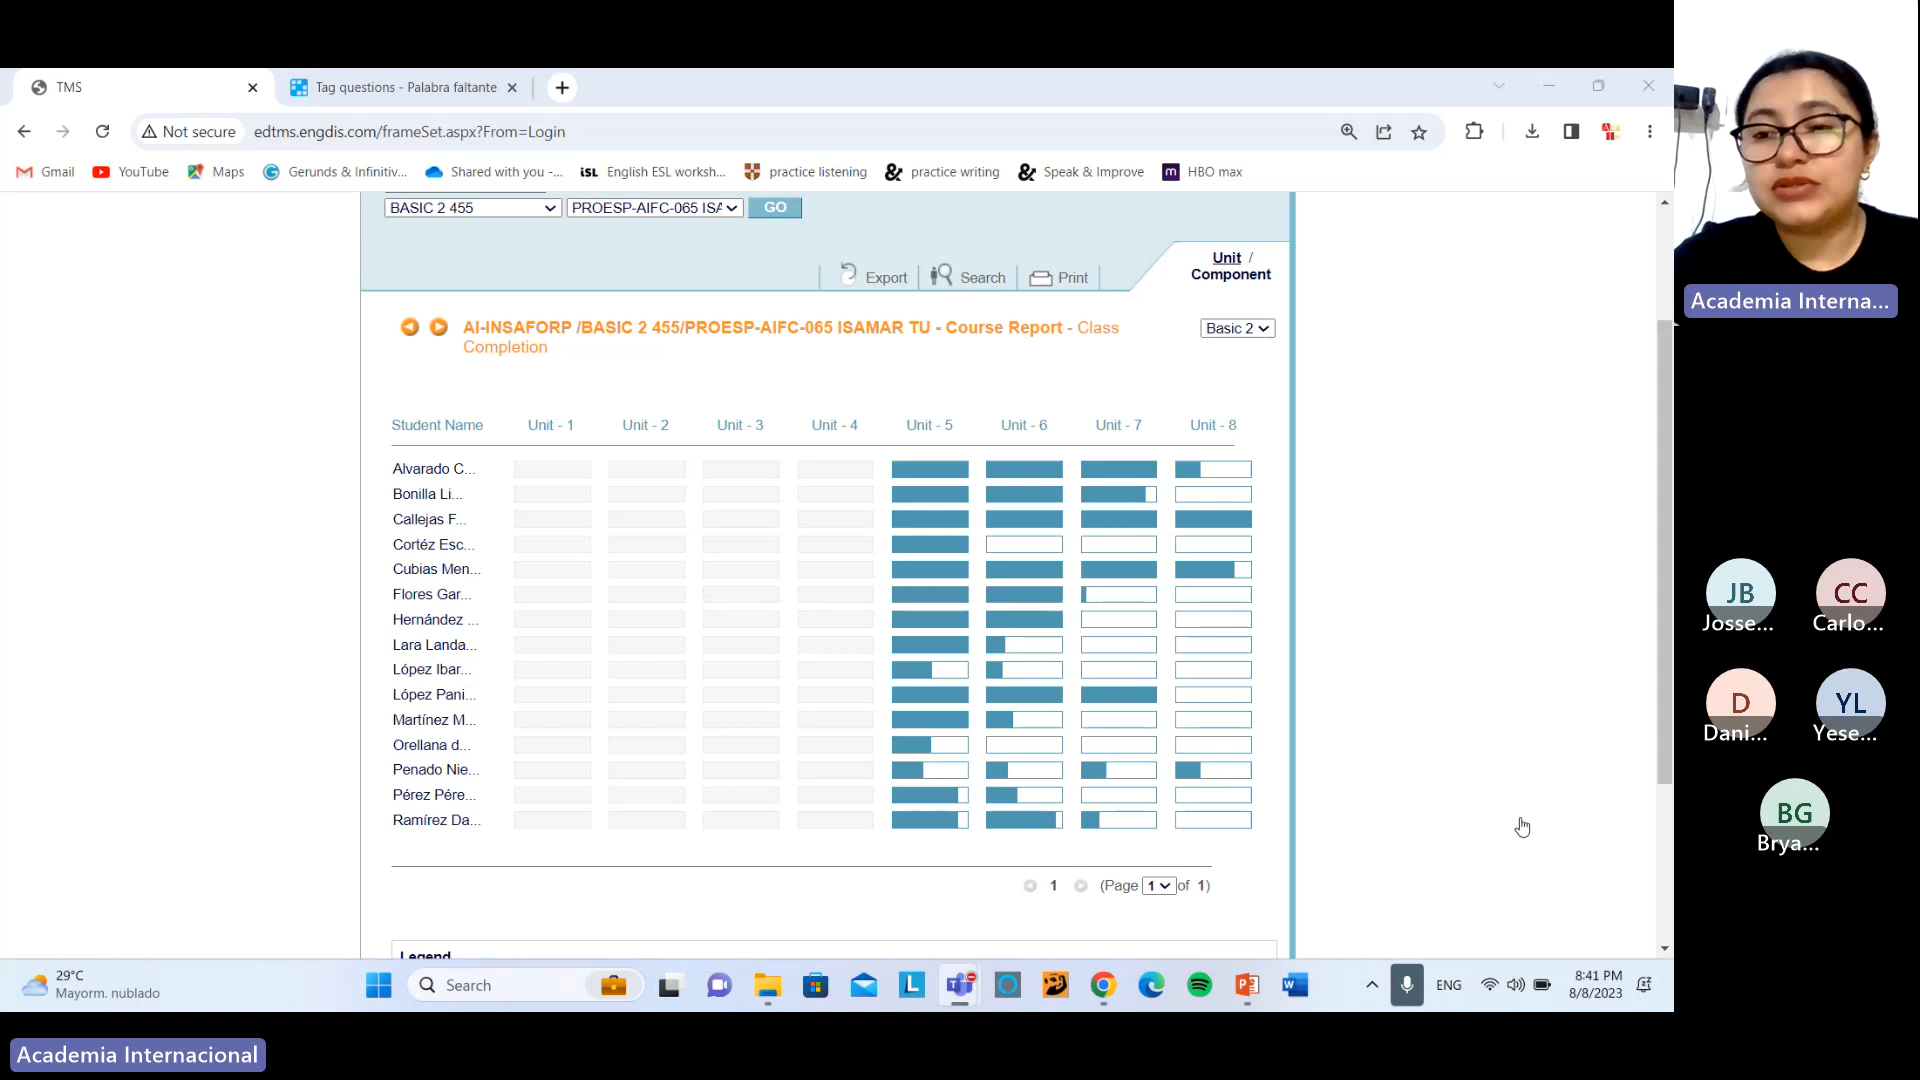 TMS
Tag questions - Palabra faltante
Not secure
edtms.engdis.com/frameSet.aspx?From=Login
Gmail
YouTube
Maps
Gerunds & Infinitiv...
Shared with you -...
isL
English ESL worksh...
practice listening
practice writing
Speak & Improve
HBO max
BASIC 2 455
PROESP-AIFC-065 ISA
GO
Export
Search
Print
Unit /
Component
AI-INSAFORP /BASIC 2 455/PROESP-AIFC-065 ISAMAR TU - Course Report - Class
Completion
Basic 2
Student Name Unit - 1 Unit - 2 Unit - 3 Unit - 4 Unit - 5 Unit - 6 Unit - 7 Unit - 8
Alvarado C...
Bonilla Li...
Callejas F...
Cortéz Esc...
Cubias Men...
Flores Gar...
Hernández ...
Lara Landa...
López Ibar...
López Pani...
Martínez M...
Orellana d...
Penado Nie...
Pérez Pére...
Ramírez Da...
1 (Page 1 of 1)
Legend
29°C
Mayorm. nublado
Search
ENG
8:41 PM
8/8/2023
Academia Interna...
JB
Josse...
CC
Carlo...
D
Dani...
YL
Yese...
BG
Brya...
Academia Internacional